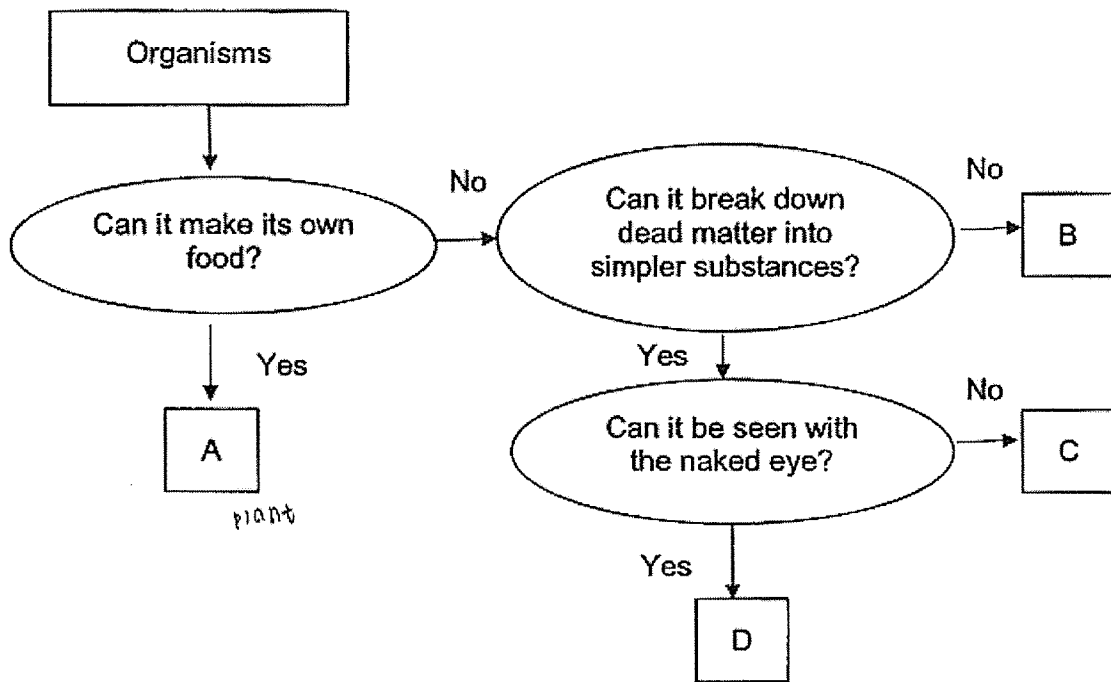 Organisms
Can it make its own
food?
No
Can it break down
dead matter into
simpler substances?
No
B
Yes
A
plant
Yes
Can it be seen with
the naked eye?
No
C
Yes
D